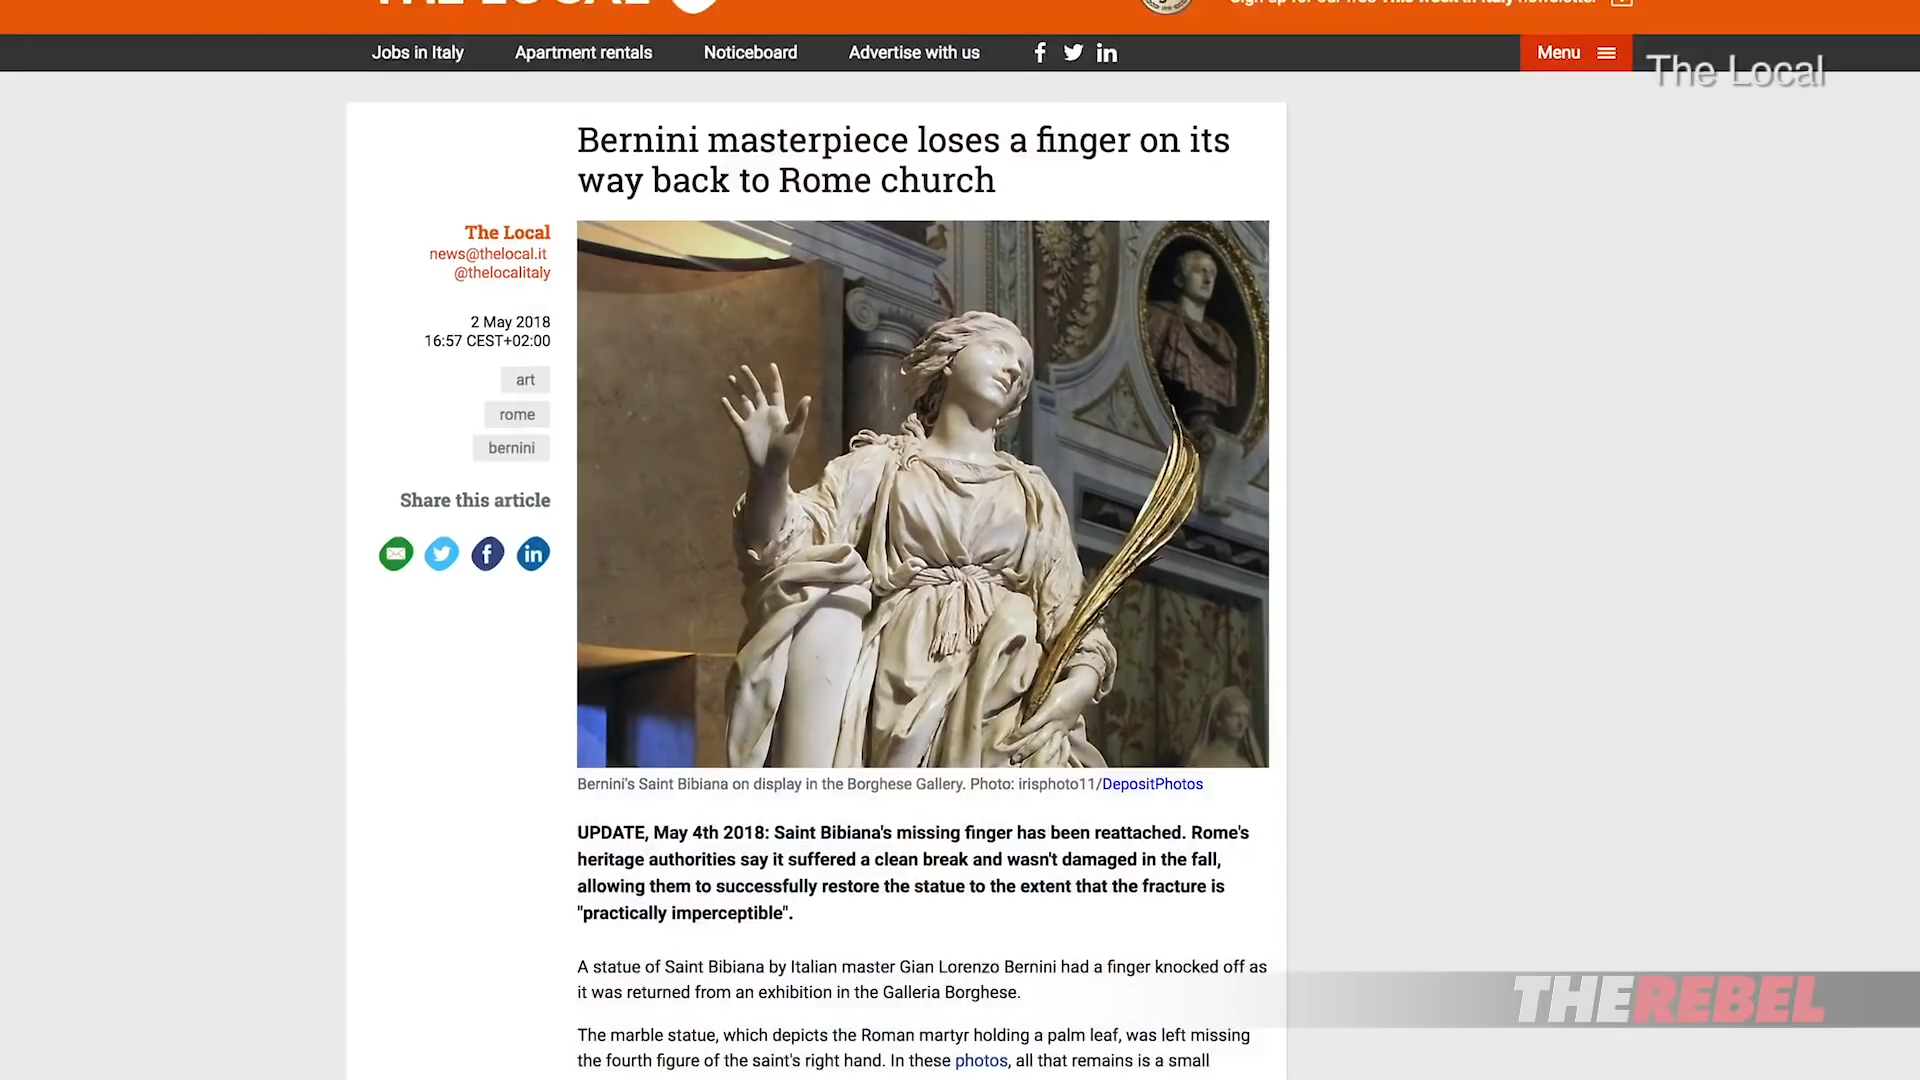 THE LOCAL
Sign up for our free This week in Italy newsletter
Jobs in Italy
Apartment rentals
Noticeboard
Advertise with us
Menu
The Local
Bernini masterpiece loses a finger on its
way back to Rome church
The Local
news@thelocal.it
@thelocalitaly
2 May 2018
16:57 CEST+02:00
art
rome
bernini
Share this article
Bernini's Saint Bibiana on display in the Borghese Gallery. Photo: irisphoto11/DepositPhotos
UPDATE, May 4th 2018: Saint Bibiana's missing finger has been reattached. Rome's
heritage authorities say it suffered a clean break and wasn't damaged in the fall,
allowing them to successfully restore the statue to the extent that the fracture is
"practically imperceptible".
A statue of Saint Bibiana by Italian master Gian Lorenzo Bernini had a finger knocked off as
it was returned from an exhibition in the Galleria Borghese.
The marble statue, which depicts the Roman martyr holding a palm leaf, was left missing
the fourth figure of the saint's right hand. In these photos, all that remains is a small
THEREBEL